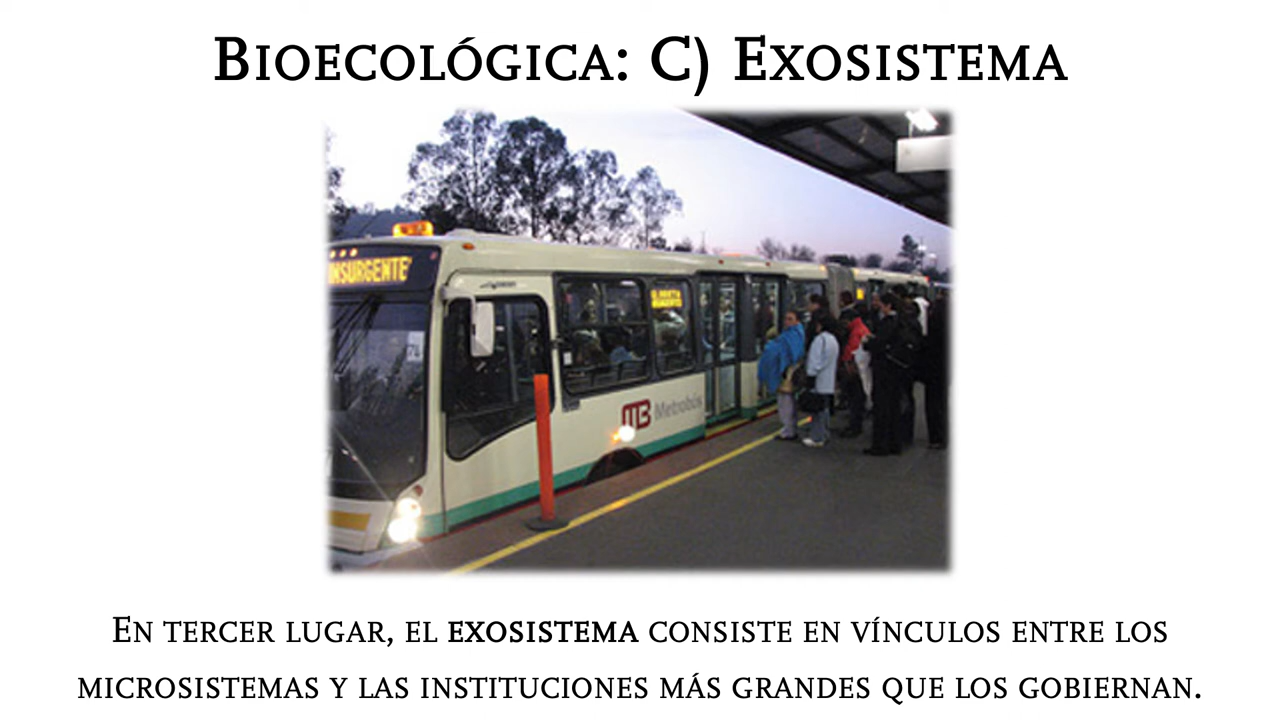 Bioecológica: C) Exosistema
INSURGENTE
MB Metrobús
En tercer lugar, el exosistema consiste en vínculos entre los
microsistemas y las instituciones más grandes que los gobiernan.